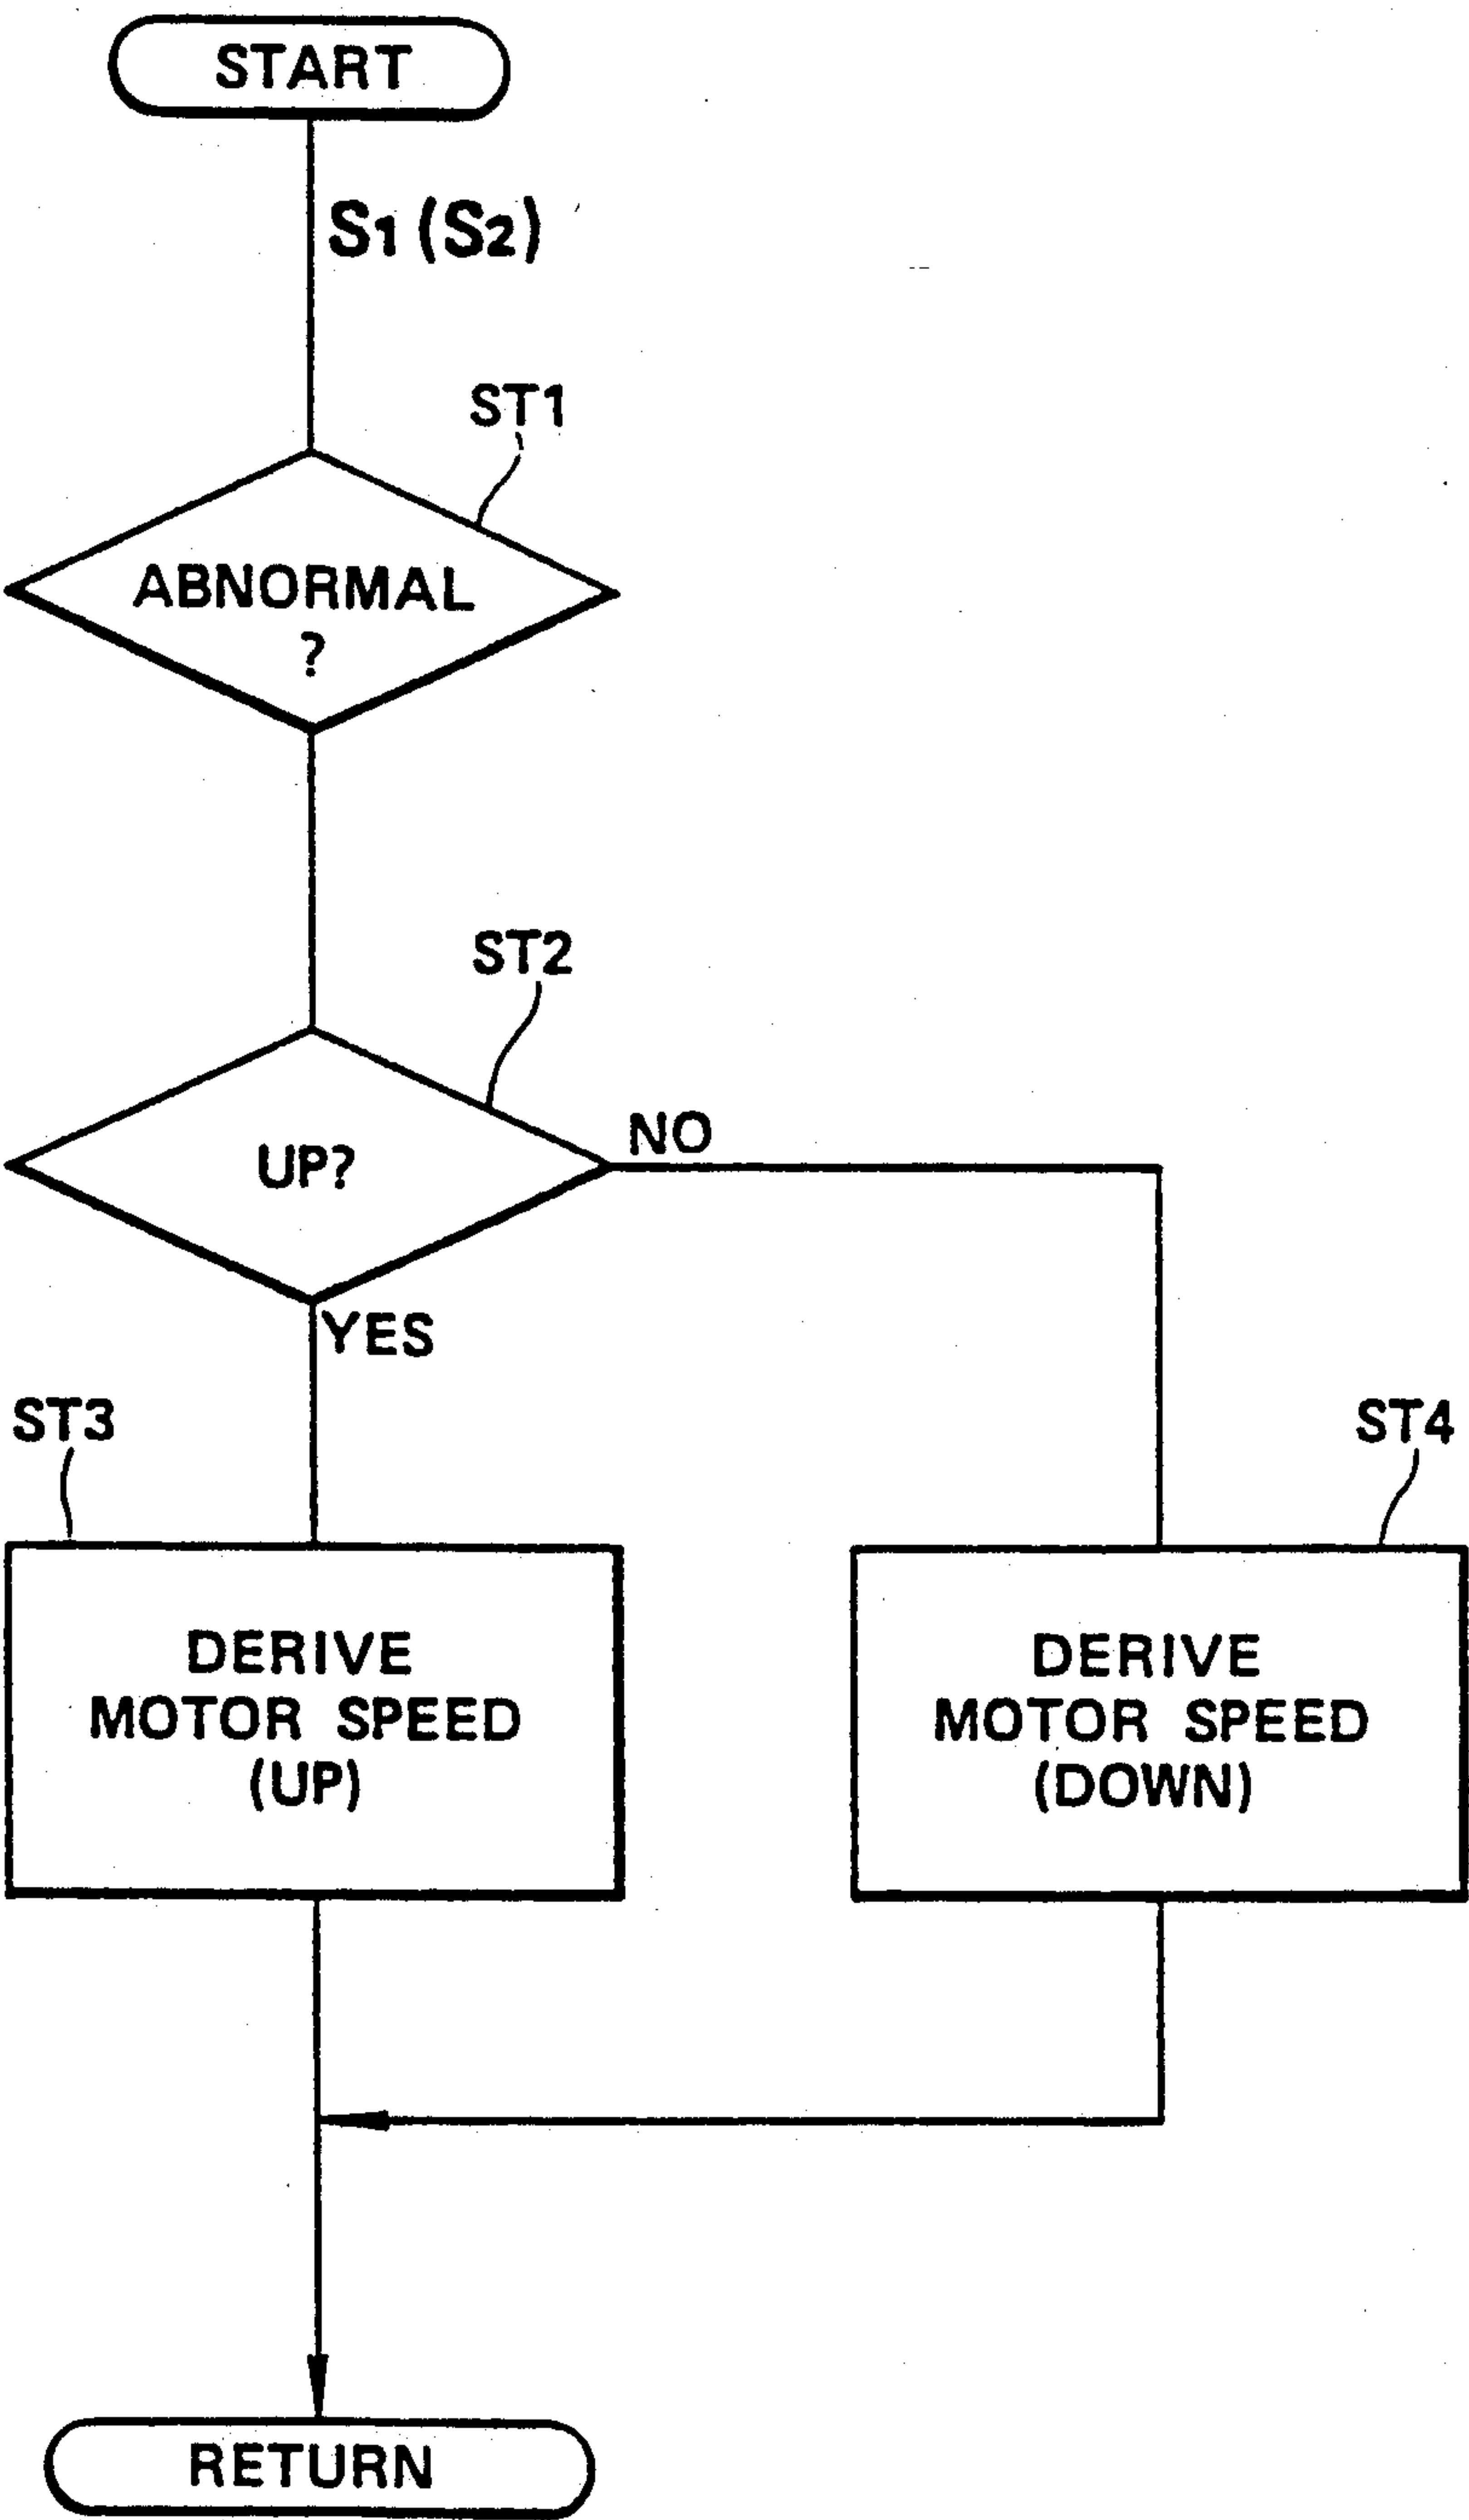 START
S1 (S2)
ST1
ABNORMAL
?
ST2
UP?
NO
YES
ST3
ST4
DERIVE
MOTOR SPEED
(UP)
DERIVE
MOTOR SPEED
(DOWN)
RETURN